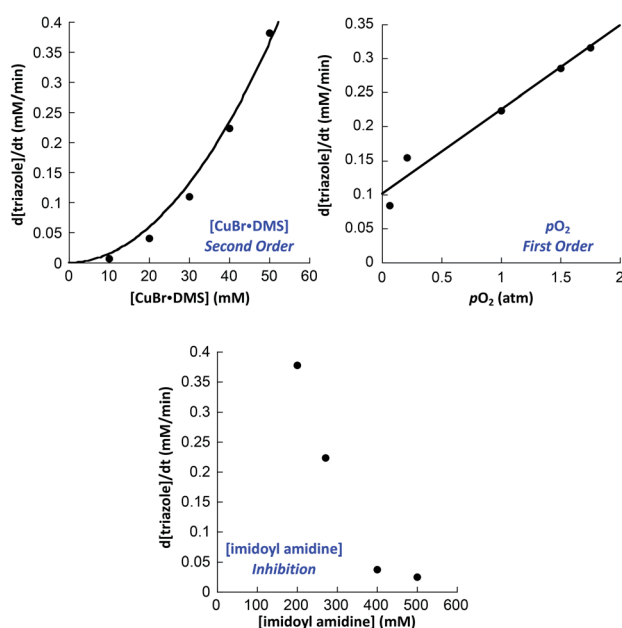 d[triazole]/dt (mM/min)
0.4
0.35
0.3
0.25
0.2
0.15
0.1
0.05
0
0 10 20 30 40 50 60
[CuBr•DMS]
Second Order
[CuBr•DMS] (mM)
d[triazole]/dt (mM/min)
0.4
0.35
0.3
0.25
0.2
0.15
0.1
0.05
0
0 0.5 1 1.5 2
pO₂
First Order
pO₂ (atm)
d[triazole]/dt (mM/min)
0.4
0.35
0.3
0.25
0.2
0.15
0.1
0.05
0
0 100 200 300 400 500 600
[imidoyl amidine]
Inhibition
[imidoyl amidine] (mM)